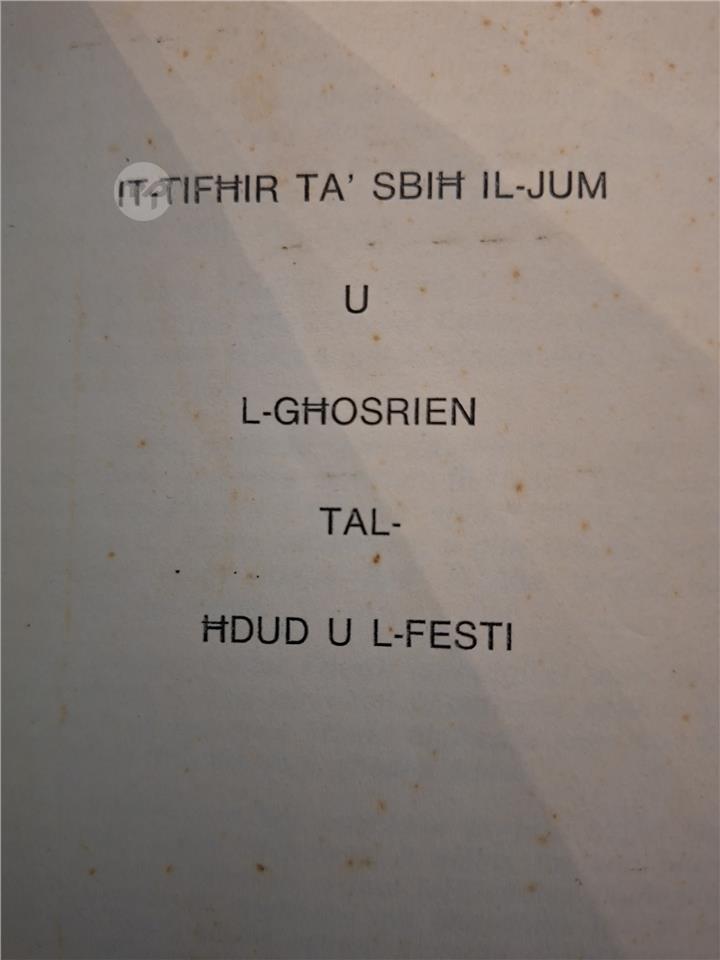 IT-TIFĦIR TA' SBIĦ IL-JUM
U
L-GĦOSRIEN
TAL-
ĦDUD U L-FESTI